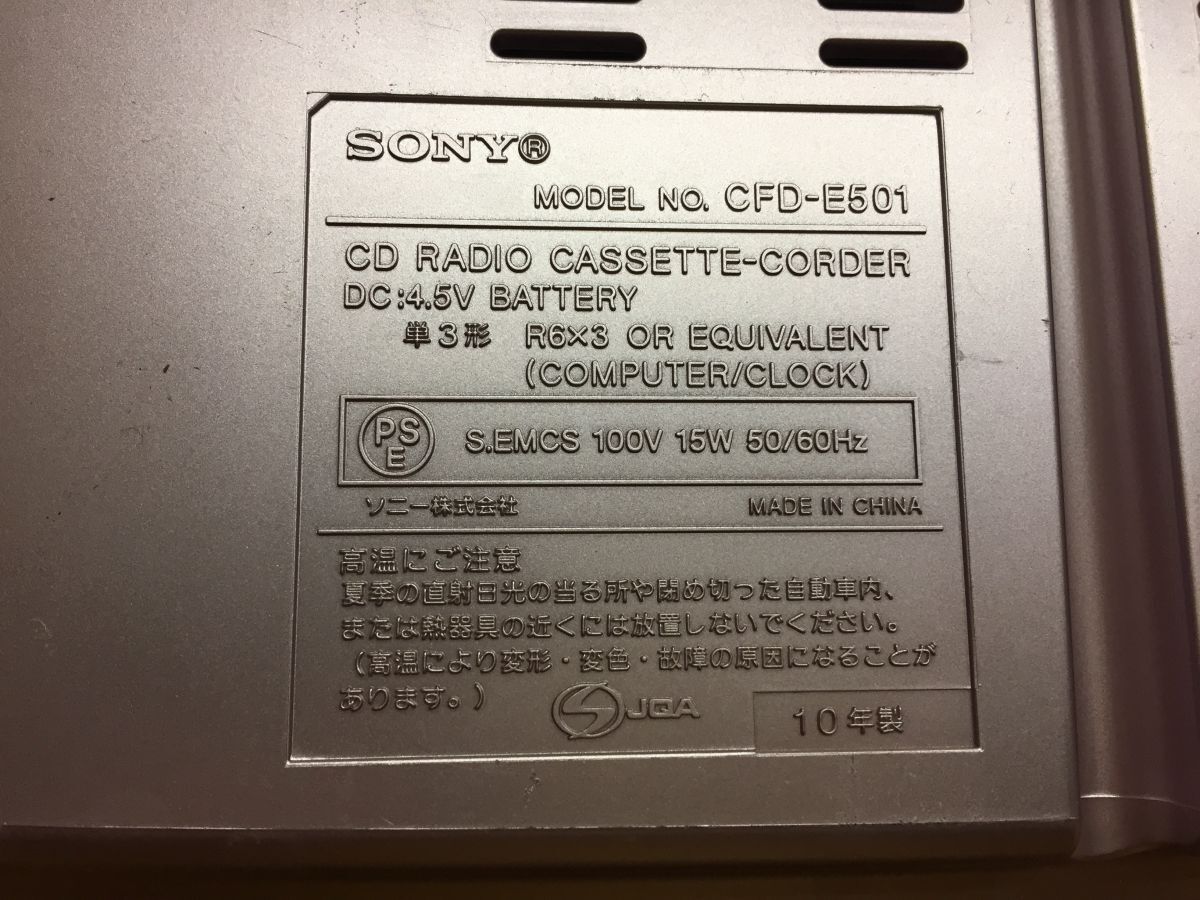 SONY®
MODEL NO. CFD-E501
CD RADIO CASSETTE-CORDER
DC:4.5V BATTERY
単3形 R6×3 OR EQUIVALENT
(COMPUTER/CLOCK)
PSE S.EMCS 100V 15W 50/60Hz
ソニー株式会社 MADE IN CHINA
高温にご注意
夏季の直射日光の当る所や閉め切った自動車内、
または熱器具の近くには放置しないでください。
(高温により変形・変色・故障の原因になることが
あります。)
JQA 10年製